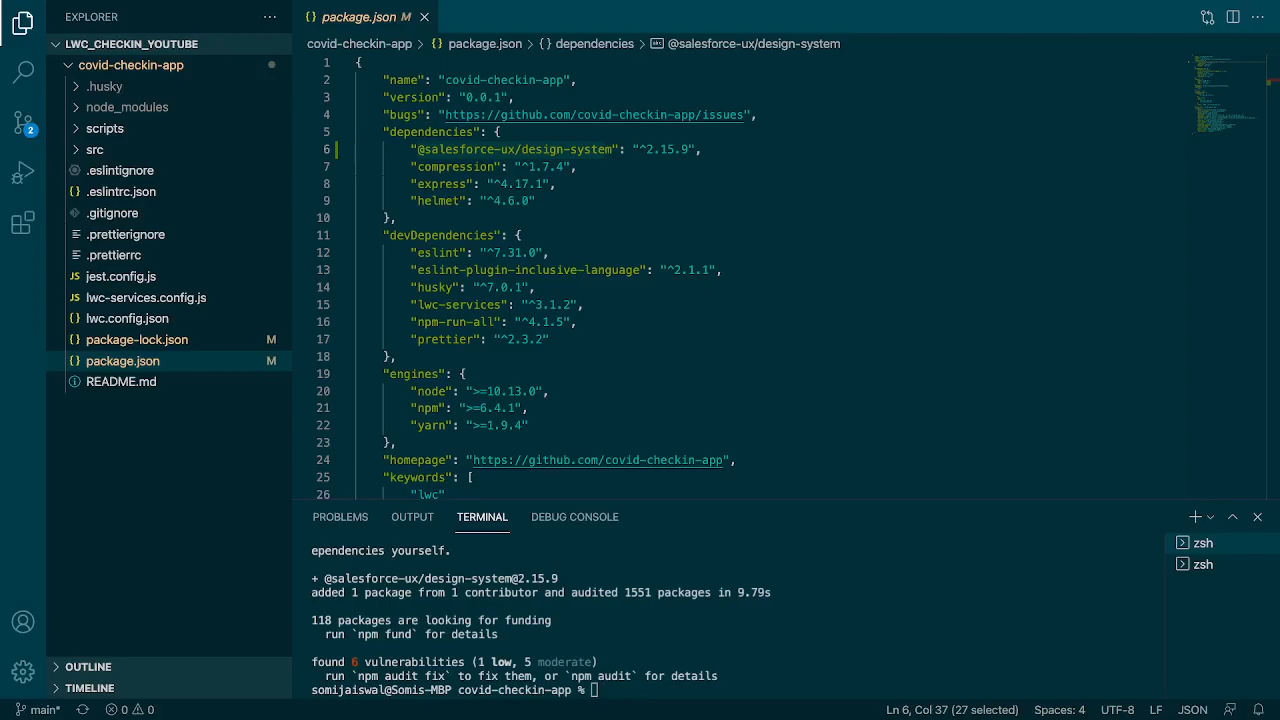 EXPLORER
LWC_CHECKIN_YOUTUBE
covid-checkin-app
.husky
node_modules
scripts
src
.eslintignore
.eslintrc.json
.gitignore
.prettierignore
.prettierrc
jest.config.js
lwc-services.config.js
lwc.config.json
package-lock.json M
package.json M
README.md
OUTLINE
TIMELINE
2
package.json M
covid-checkin-app > {} package.json > {} dependencies > abc @salesforce-ux/design-system
1 {
2 "name": "covid-checkin-app",
3 "version": "0.0.1",
4 "bugs": "https://github.com/covid-checkin-app/issues",
5 "dependencies": {
6 "@salesforce-ux/design-system": "^2.15.9",
7 "compression": "^1.7.4",
8 "express": "^4.17.1",
9 "helmet": "^4.6.0"
10 },
11 "devDependencies": {
12 "eslint": "^7.31.0",
13 "eslint-plugin-inclusive-language": "^2.1.1",
14 "husky": "^7.0.1",
15 "lwc-services": "^3.1.2",
16 "npm-run-all": "^4.1.5",
17 "prettier": "^2.3.2"
18 },
19 "engines": {
20 "node": ">=10.13.0",
21 "npm": ">=6.4.1",
22 "yarn": ">=1.9.4"
23 },
24 "homepage": "https://github.com/covid-checkin-app",
25 "keywords": [
26 "lwc"
PROBLEMS OUTPUT TERMINAL DEBUG CONSOLE
ependencies yourself.
+ @salesforce-ux/design-system@2.15.9
added 1 package from 1 contributor and audited 1551 packages in 9.79s
118 packages are looking for funding
run `npm fund` for details
found 6 vulnerabilities (1 low, 5 moderate)
run `npm audit fix` to fix them, or `npm audit` for details
somijaiswal@Somis-MBP covid-checkin-app %
zsh
zsh
main* 0 0 Ln 6, Col 37 (27 selected) Spaces: 4 UTF-8 LF JSON